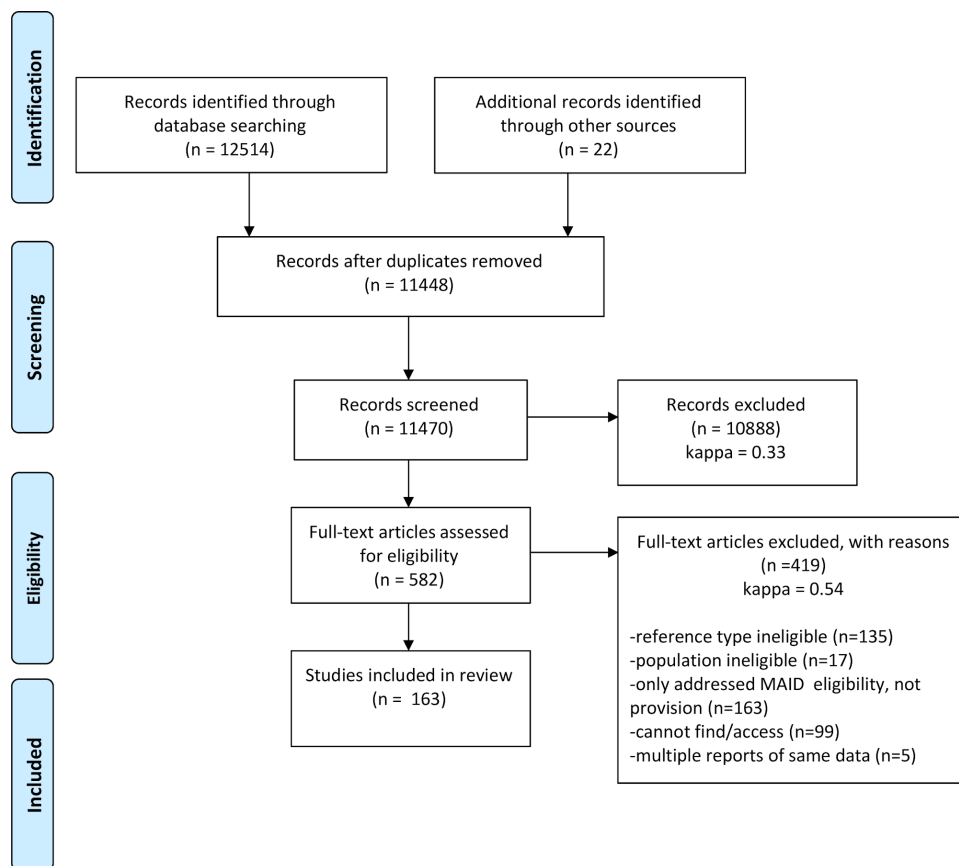 Identification
Records identified through
database searching
(n = 12514)
Additional records identified
through other sources
(n = 22)
Screening
Records after duplicates removed
(n = 11448)
Records screened
(n = 11470)
Records excluded
(n = 10888)
kappa = 0.33
Eligibility
Full-text articles assessed
for eligibility
(n = 582)
Full-text articles excluded, with reasons
(n =419)
kappa = 0.54
-reference type ineligible (n=135)
-population ineligible (n=17)
-only addressed MAID eligibility, not
provision (n=163)
-cannot find/access (n=99)
-multiple reports of same data (n=5)
Included
Studies included in review
(n = 163)